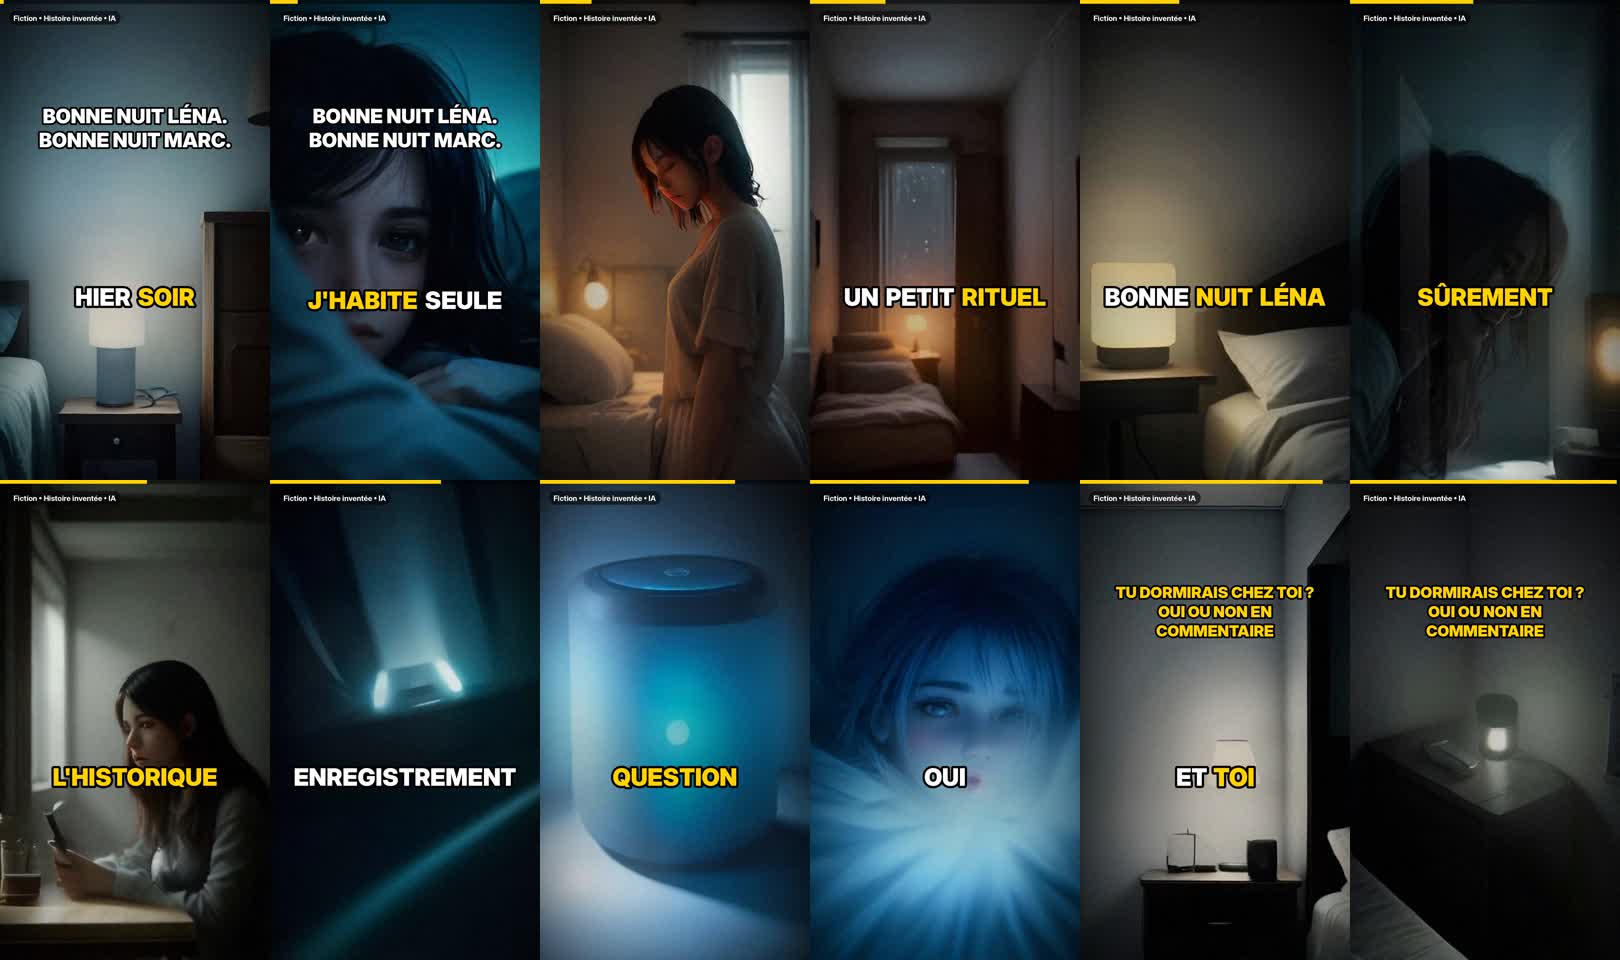 Fiction • Histoire inventée • IA
BONNE NUIT LÉNA.
BONNE NUIT MARC.
HIER SOIR
Fiction • Histoire inventée • IA
BONNE NUIT LÉNA.
BONNE NUIT MARC.
J'HABITE SEULE
Fiction • Histoire inventée • IA
Fiction • Histoire inventée • IA
UN PETIT RITUEL
Fiction • Histoire inventée • IA
BONNE NUIT LÉNA
Fiction • Histoire inventée • IA
SÛREMENT
Fiction • Histoire inventée • IA
L'HISTORIQUE
Fiction • Histoire inventée • IA
ENREGISTREMENT
Fiction • Histoire inventée • IA
QUESTION
Fiction • Histoire inventée • IA
OUI
Fiction • Histoire inventée • IA
TU DORMIRAIS CHEZ TOI ?
OUI OU NON EN
COMMENTAIRE
ET TOI
Fiction • Histoire inventée • IA
TU DORMIRAIS CHEZ TOI ?
OUI OU NON EN
COMMENTAIRE